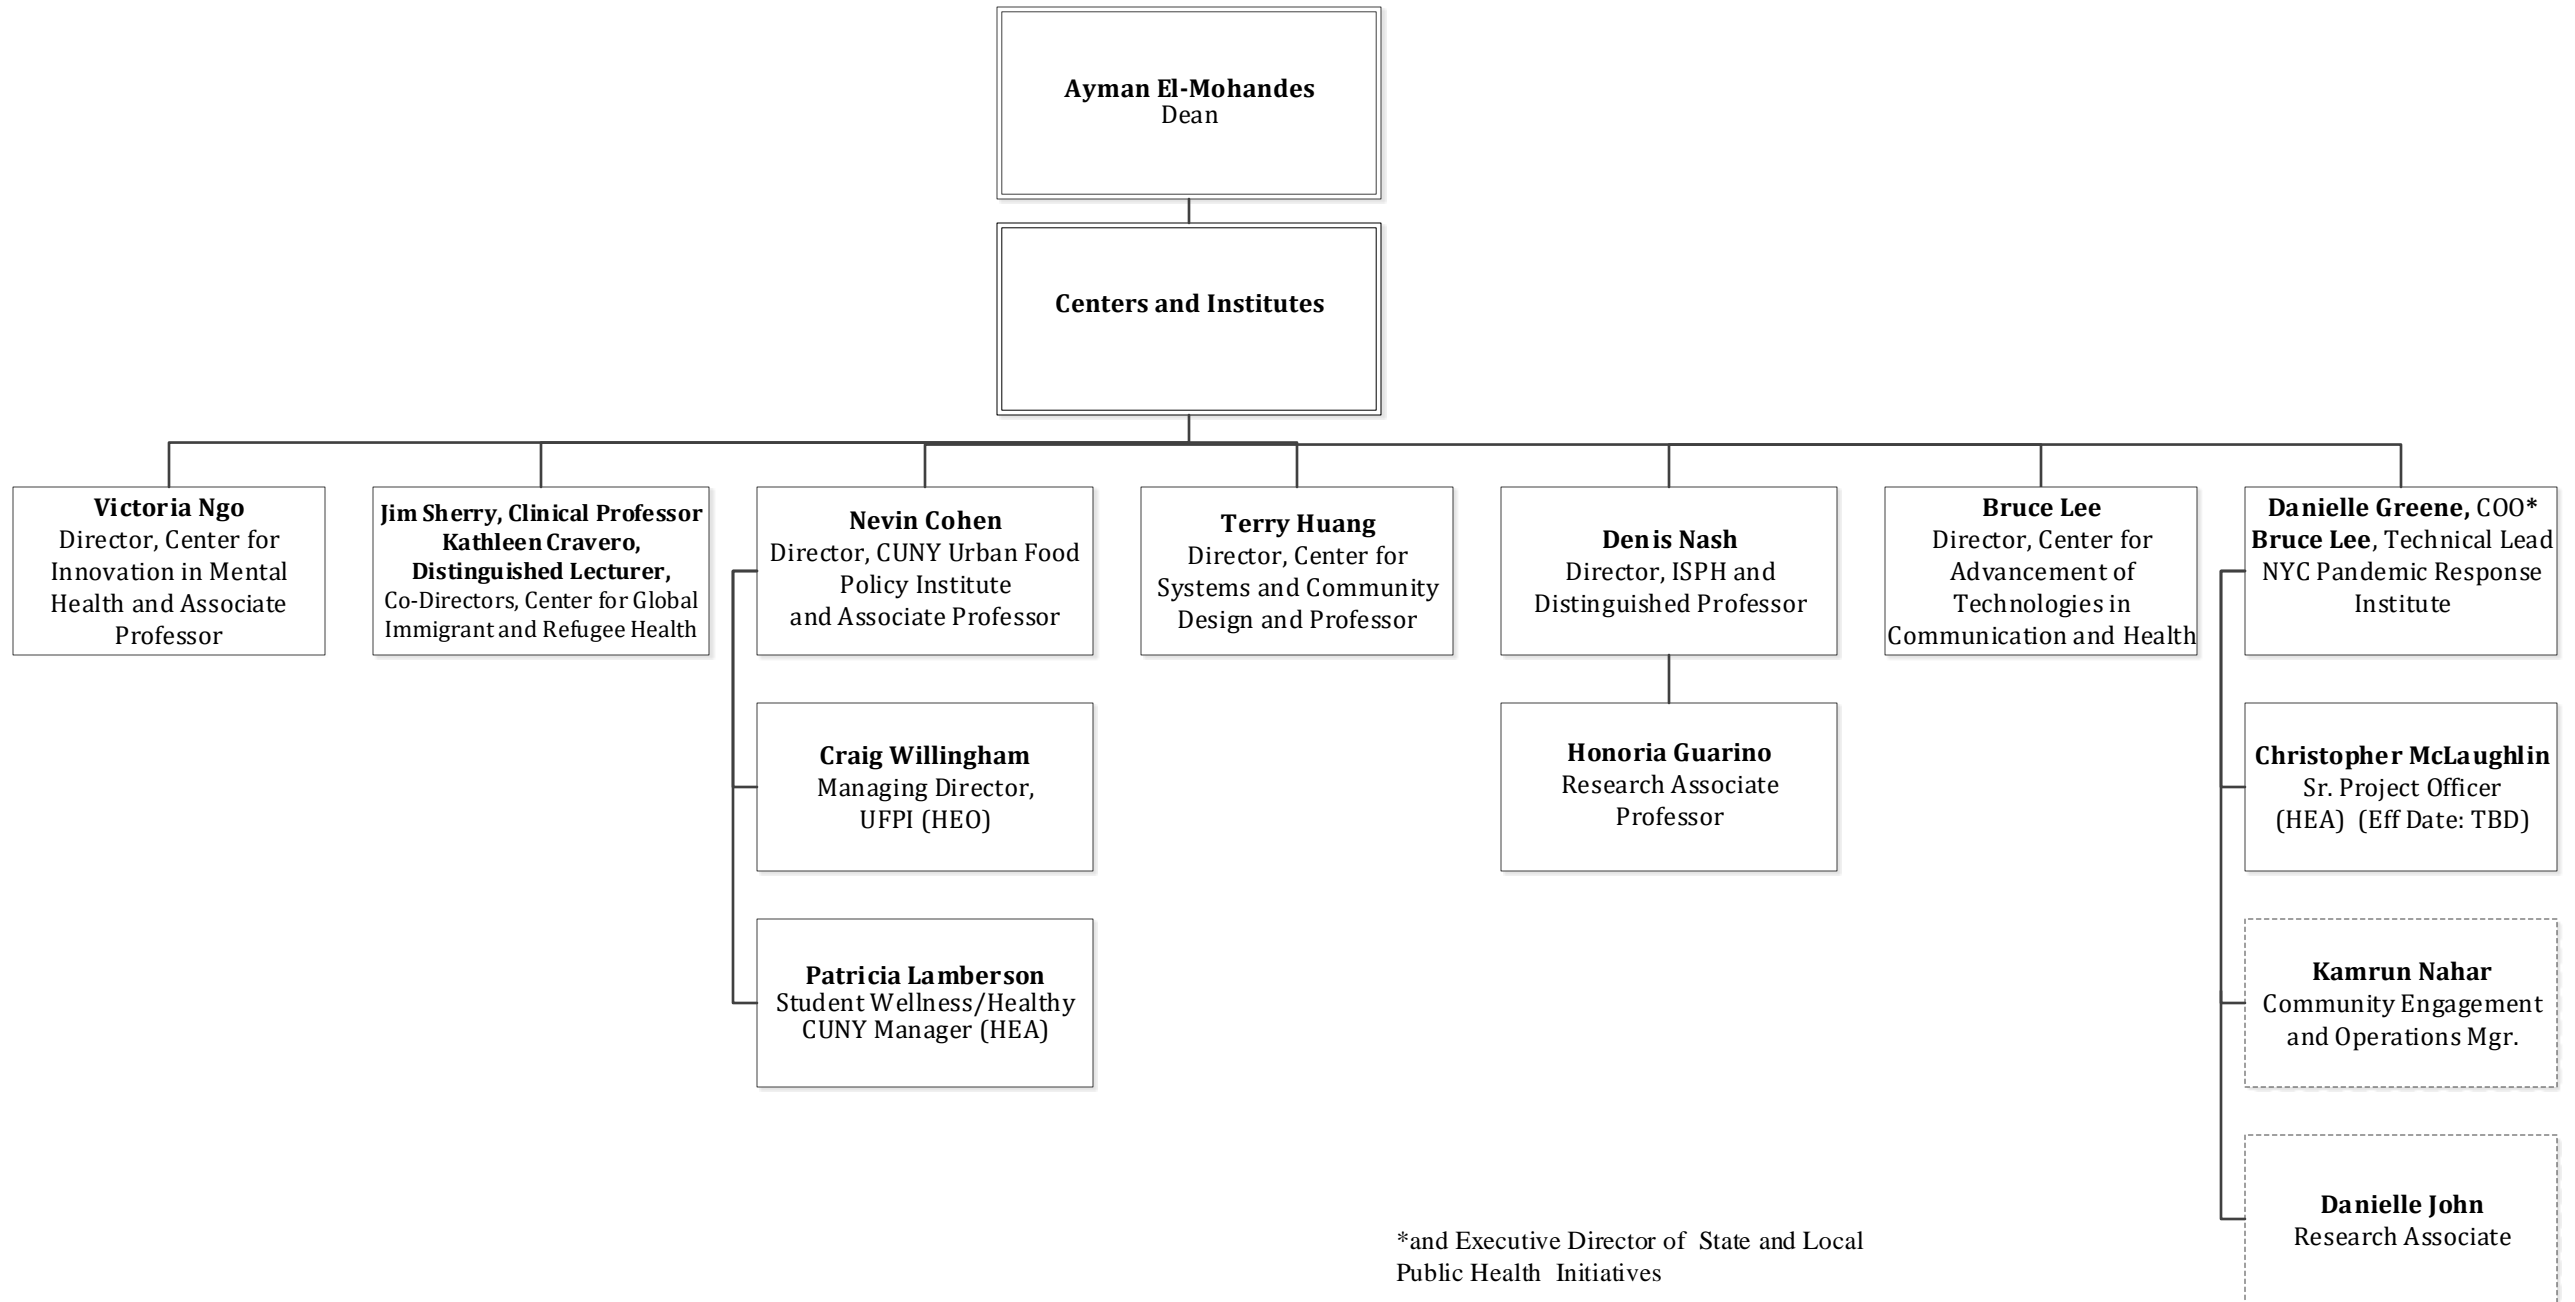 Ayman El-Mohandes
Dean
Centers and Institutes
Victoria Ngo
Director, Center for
Innovation in Mental
Health and Associate
Professor
Jim Sherry, Clinical Professor
Kathleen Cravero,
Distinguished Lecturer,
Co-Directors, Center for Global
Immigrant and Refugee Health
Nevin Cohen
Director, CUNY Urban Food
Policy Institute
and Associate Professor
Terry Huang
Director, Center for
Systems and Community
Design and Professor
Denis Nash
Director, ISPH and
Distinguished Professor
Bruce Lee
Director, Center for
Advancement of
Technologies in
Communication and Health
Danielle Greene, COO*
Bruce Lee, Technical Lead
NYC Pandemic Response
Institute
Craig Willingham
Managing Director,
UFPI (HEO)
Honoria Guarino
Research Associate
Professor
Christopher McLaughlin
Sr. Project Officer
(HEA)  (Eff Date: TBD)
Patricia Lamberson
Student Wellness/Healthy
CUNY Manager (HEA)
Kamrun Nahar
Community Engagement
and Operations Mgr.
Danielle John
Research Associate
*and Executive Director of  State and Local
Public Health  Initiatives